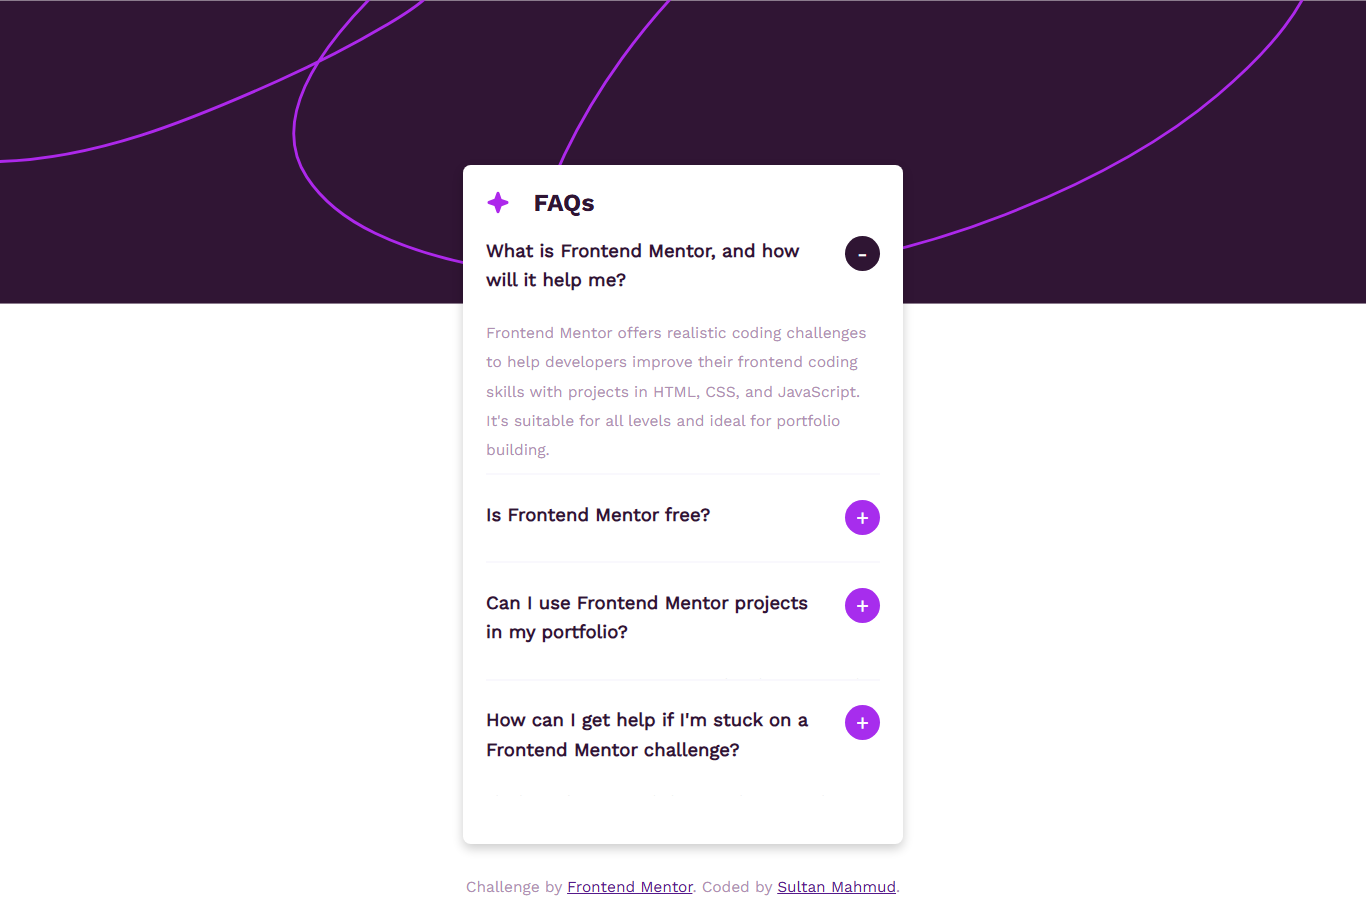 FAQs
What is Frontend Mentor, and how
will it help me?
-
Frontend Mentor offers realistic coding challenges
to help developers improve their frontend coding
skills with projects in HTML, CSS, and JavaScript.
It's suitable for all levels and ideal for portfolio
building.
Is Frontend Mentor free?
+
Can I use Frontend Mentor projects
+
in my portfolio?
How can I get help if I'm stuck on a
+
Frontend Mentor challenge?
Challenge by Frontend Mentor. Coded by Sultan Mahmud.